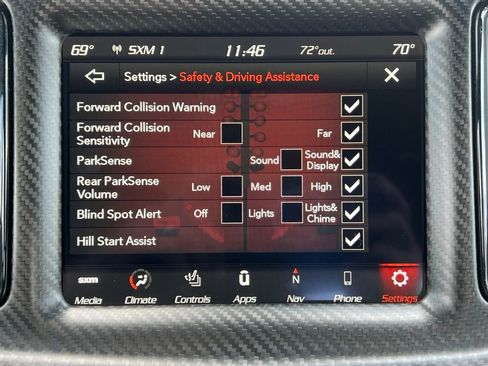 69° SXM 1 11:46 72°out. 70°
Settings > Safety & Driving Assistance
Forward Collision Warning
Forward Collision Sensitivity Near Far
ParkSense Sound Sound& Display
Rear ParkSense Volume Low Med High
Blind Spot Alert Off Lights Lights& Chime
Hill Start Assist
sxm N
Media Climate Controls Apps Nav Phone Settings